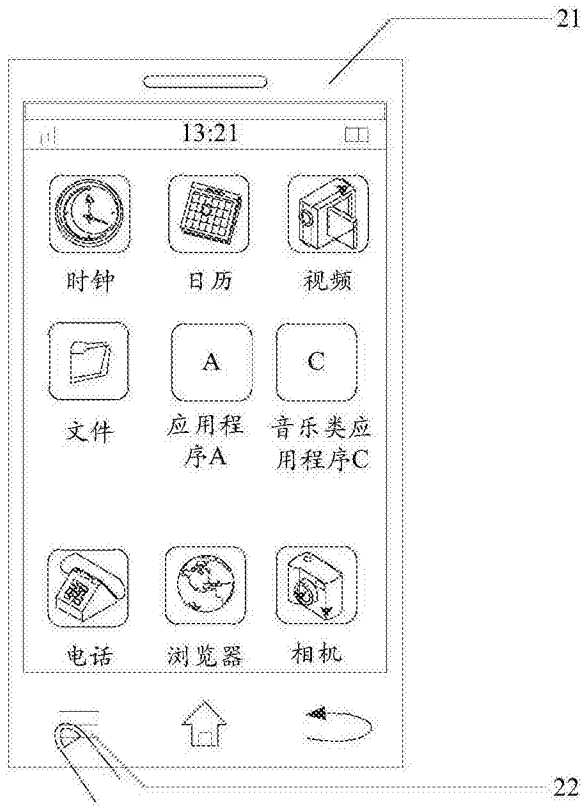 21
13:21
时钟 日历 视频
A C
文件 应用程 音乐类应
序A 用程序C
电话 浏览器 相机
22